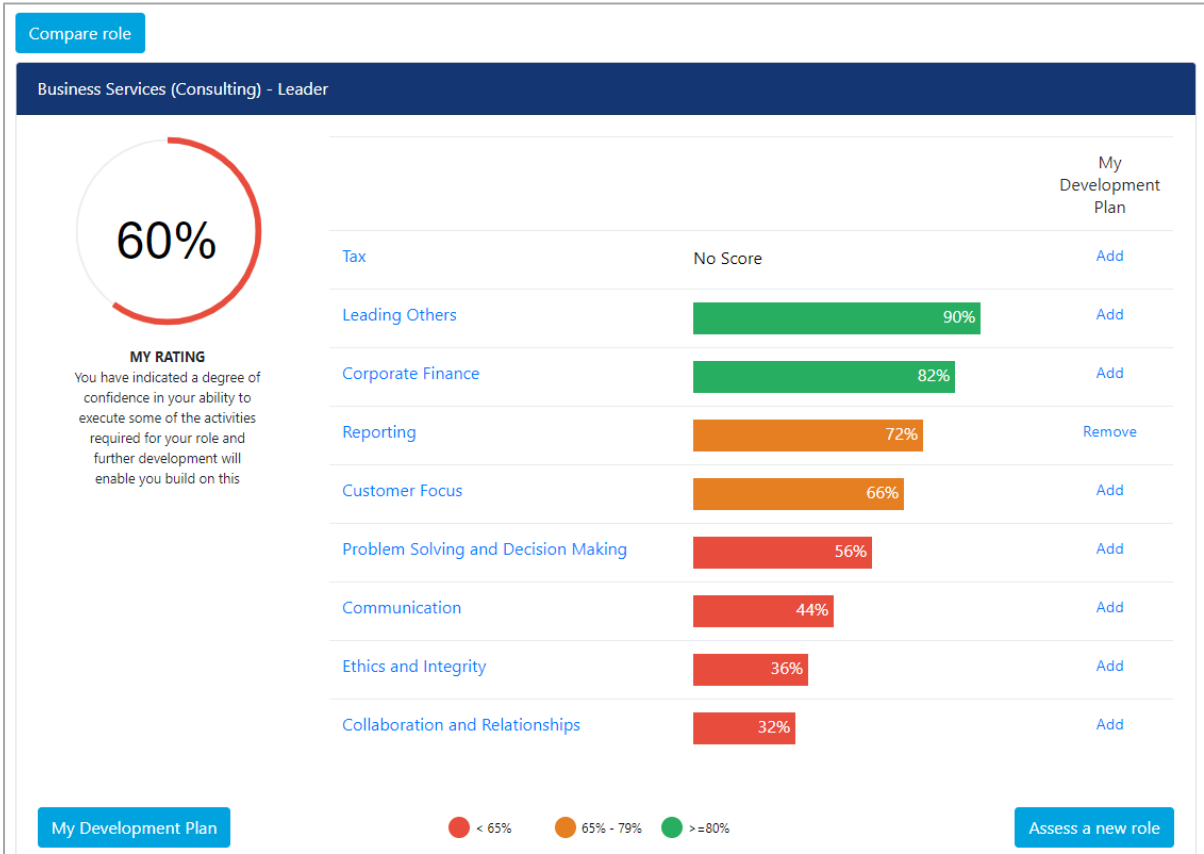 Compare role
Business Services (Consulting) - Leader
60%
MY RATING
You have indicated a degree of
confidence in your ability to
execute some of the activities
required for your role and
further development will
enable you build on this
My
Development
Plan
Tax No Score Add
Leading Others 90% Add
Corporate Finance 82% Add
Reporting 72% Remove
Customer Focus 66% Add
Problem Solving and Decision Making 56% Add
Communication 44% Add
Ethics and Integrity 36% Add
Collaboration and Relationships 32% Add
My Development Plan < 65% 65% - 79% >=80% Assess a new role